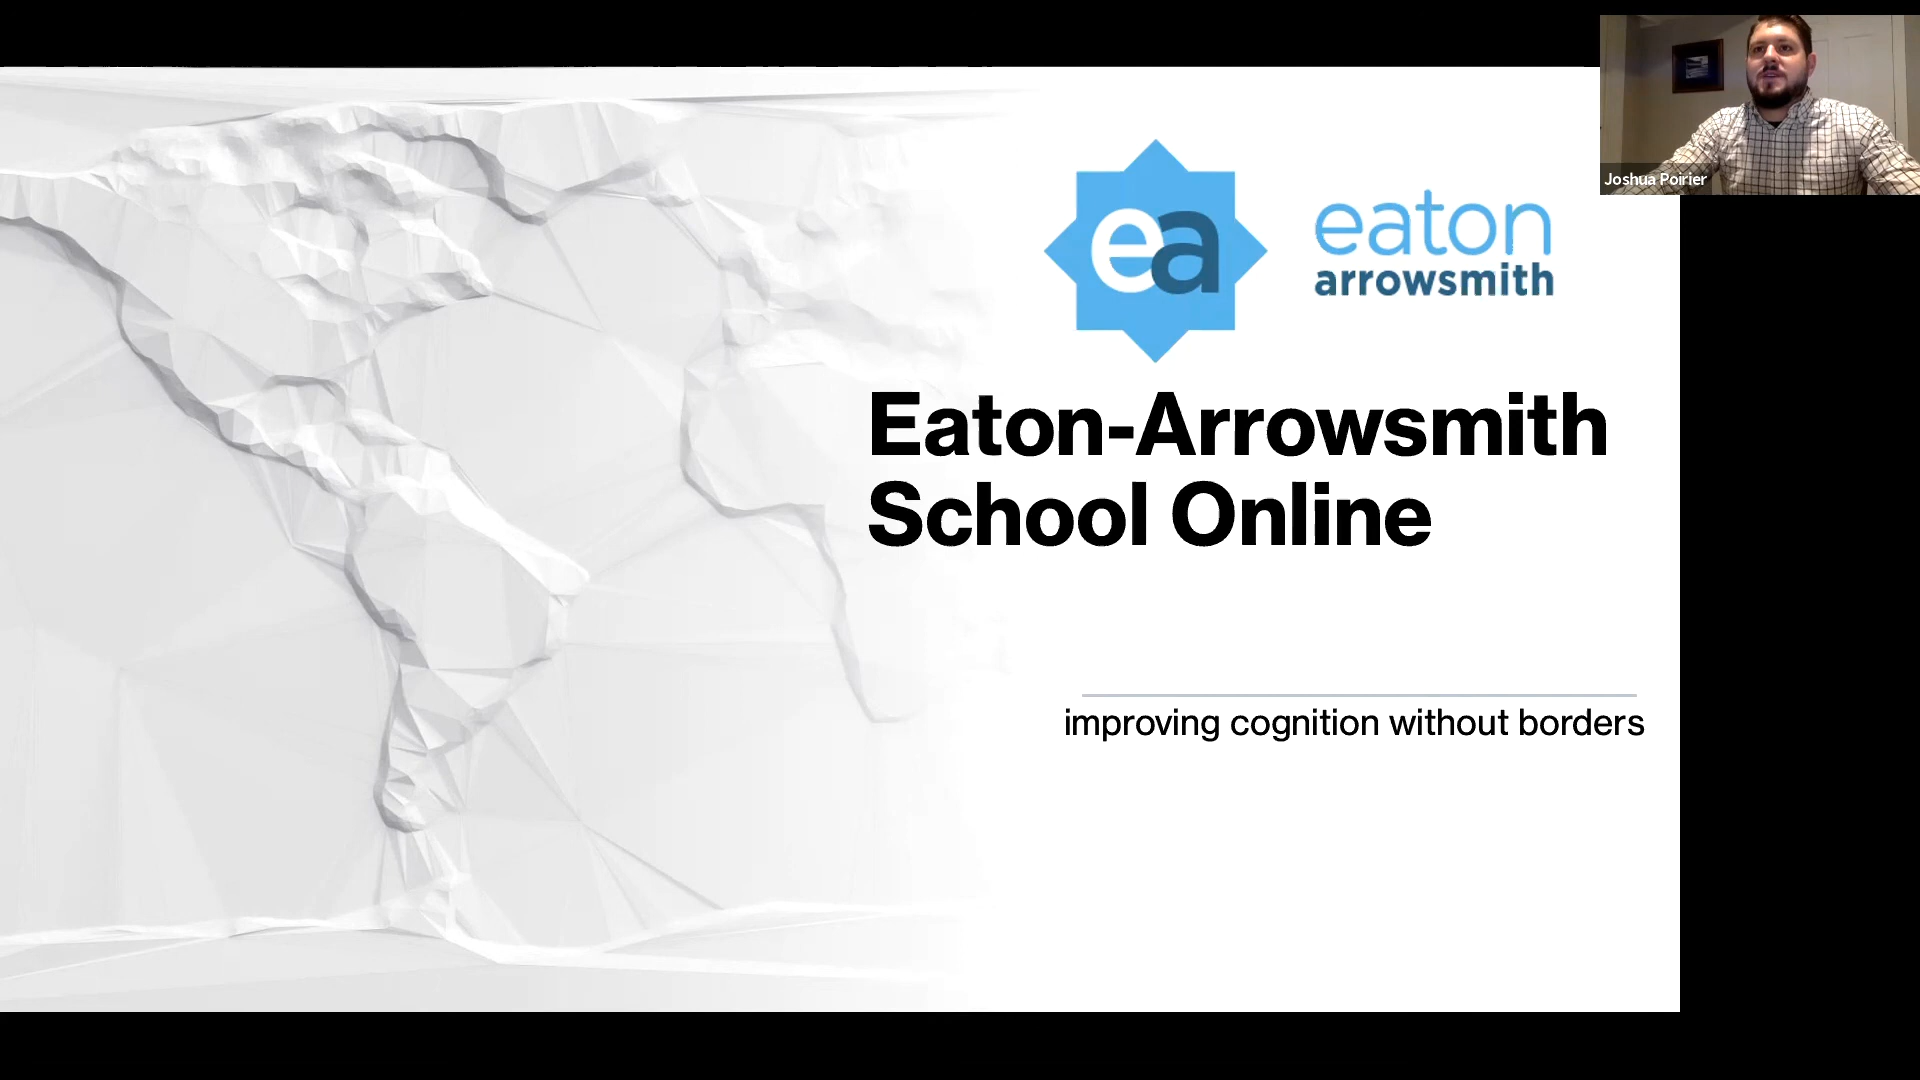 Joshua Poirier
ea
eaton
arrowsmith
Eaton-Arrowsmith
School Online
improving cognition without borders